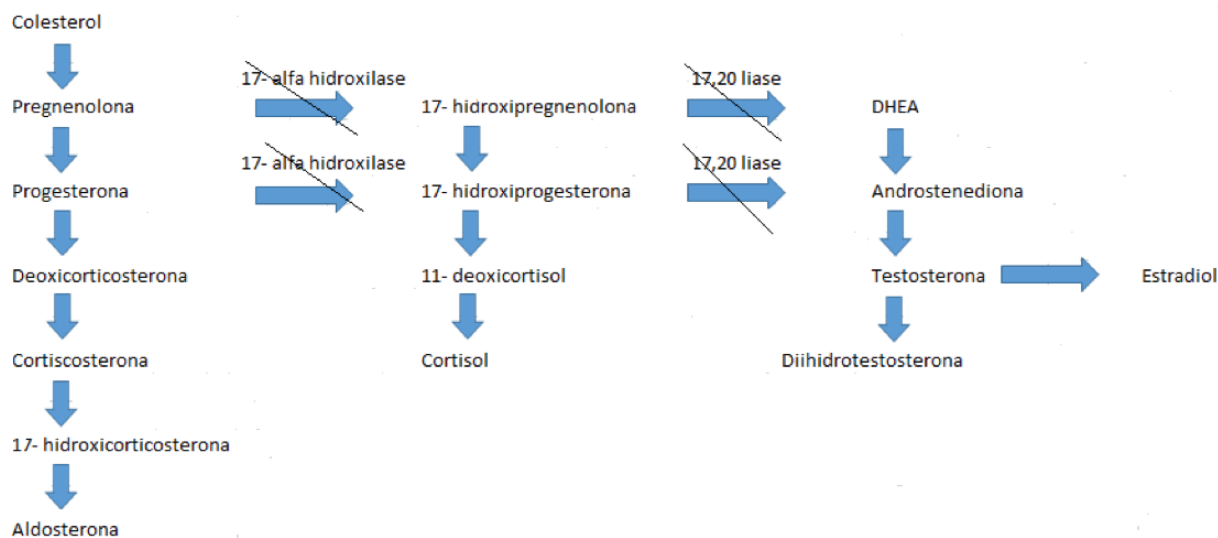 Colesterol
17- alfa hidroxilase
17,20 liase
Pregnenolona
17- hidroxipregnenolona
DHEA
17- alfa hidroxilase
17,20 liase
Progesterona
17- hidroxiprogesterona
Androstenediona
Deoxicorticosterona
11- deoxicortisol
Testosterona
Estradiol
Cortiscosterona
Cortisol
Diihidrotestosterona
17- hidroxicorticosterona
Aldosterona